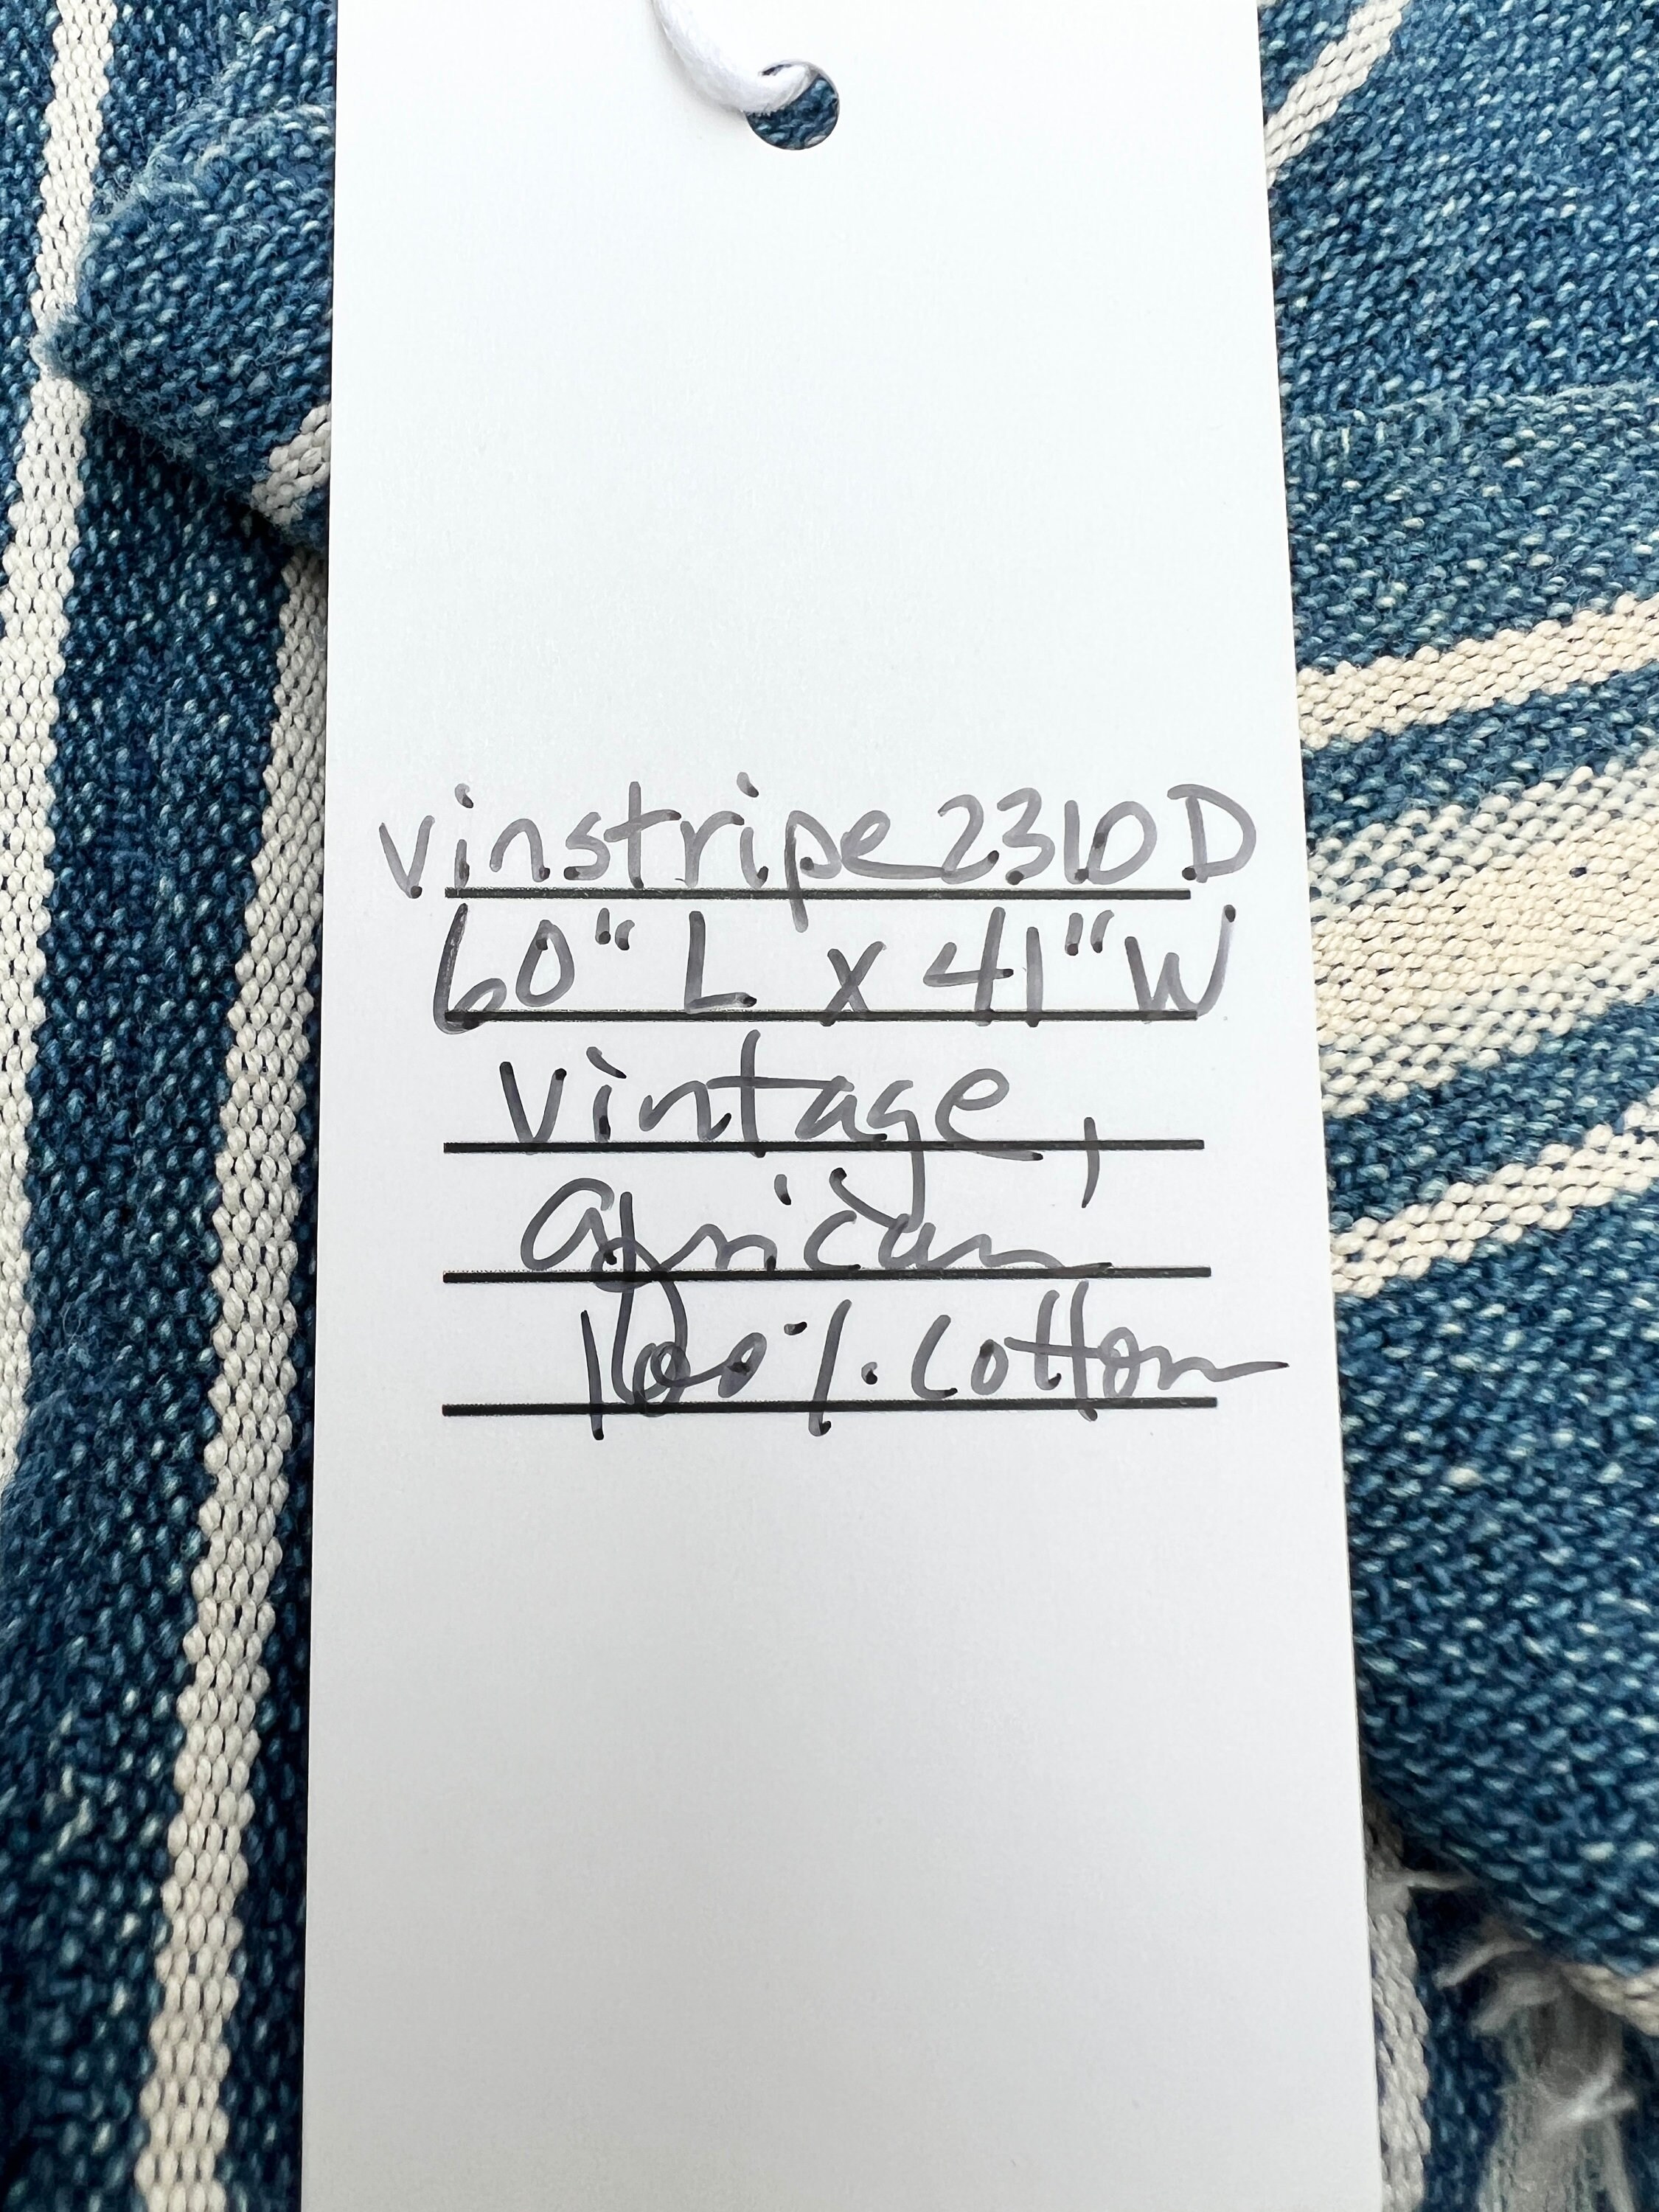 vinstripe2310D
60" L x 41" W
Vintage,
african
100% Cotton